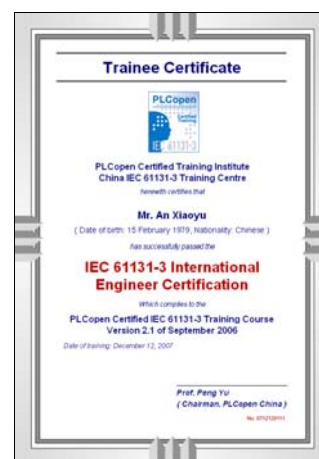 Trainee Certificate
PLCopen
Certified
Training
IEC 61131-3
PLCopen Certified Training Institute
China IEC 61131-3 Training Centre
herewith certifies that
Mr. An Xiaoyu
( Date of birth: 15 February 1979, Nationality: Chinese )
has successfully passed the
IEC 61131-3 International
Engineer Certification
Which complies to the
PLCopen Certified IEC 61131-3 Training Course
Version 2.1 of September 2006
Date of training: December 12, 2007
Prof. Peng Yu
( Chairman, PLCopen China )